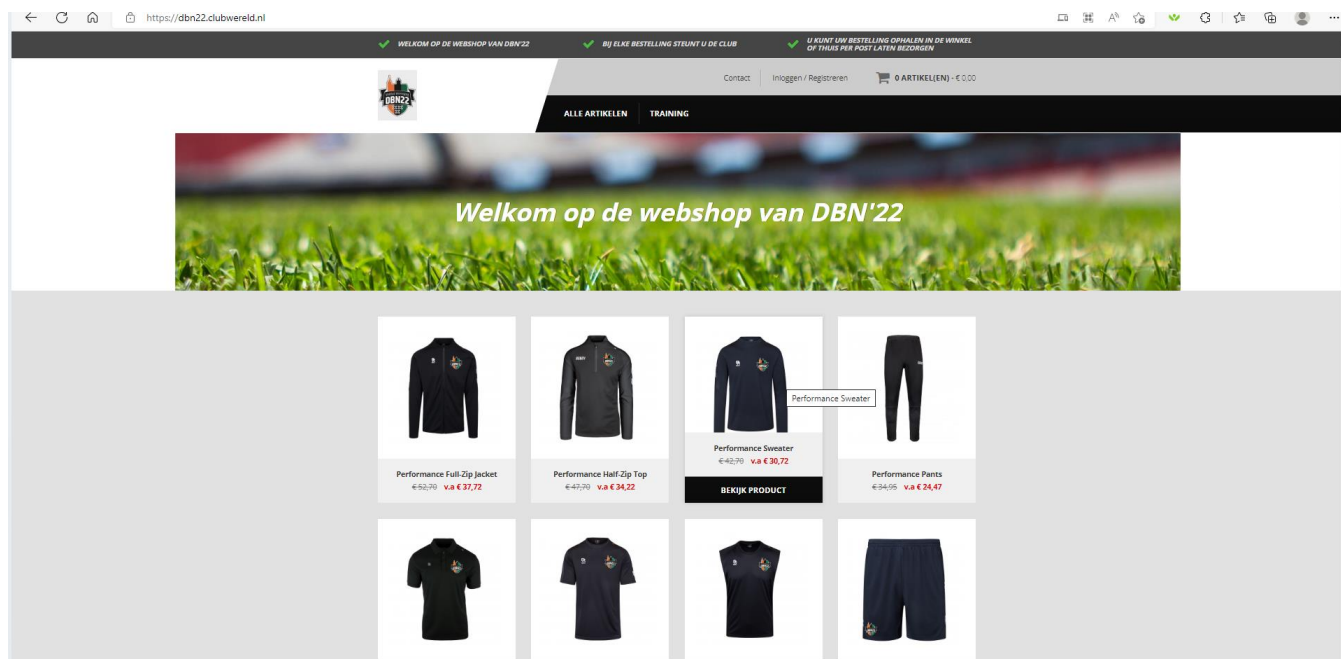 https://dbn22.clubwereld.nl
WELKOM OP DE WEBSHOP VAN DBN'22
BIJ ELKE BESTELLING STEUNT U DE CLUB
U KUNT UW BESTELLING OPHALEN IN DE WINKEL
OF THUIS PER POST LATEN BEZORGEN
DBN22
Contact
Inloggen / Registreren
0 ARTIKEL(EN) - € 0,00
ALLE ARTIKELEN
TRAINING
Welkom op de webshop van DBN'22
Performance Sweater
Performance Full-Zip Jacket
€ 52,70 v.a € 37,72
Performance Half-Zip Top
€ 47,70 v.a € 34,22
Performance Sweater
€ 42,70 v.a € 30,72
BEKIJK PRODUCT
Performance Pants
€ 34,95 v.a € 24,47